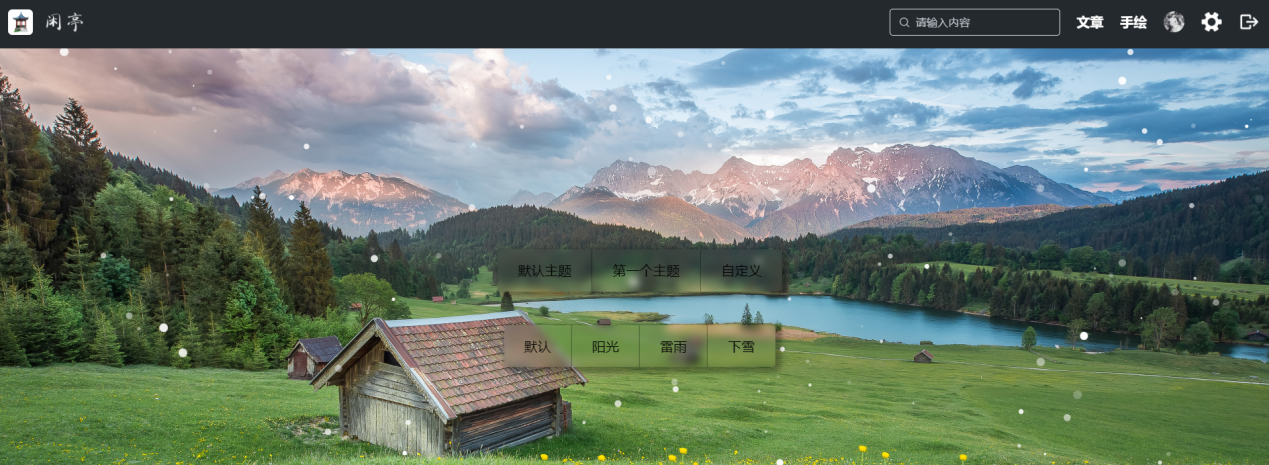 闲亭 请输入内容 文章 手绘
默认主题 第一个主题 自定义
默认 阳光 雷雨 下雪